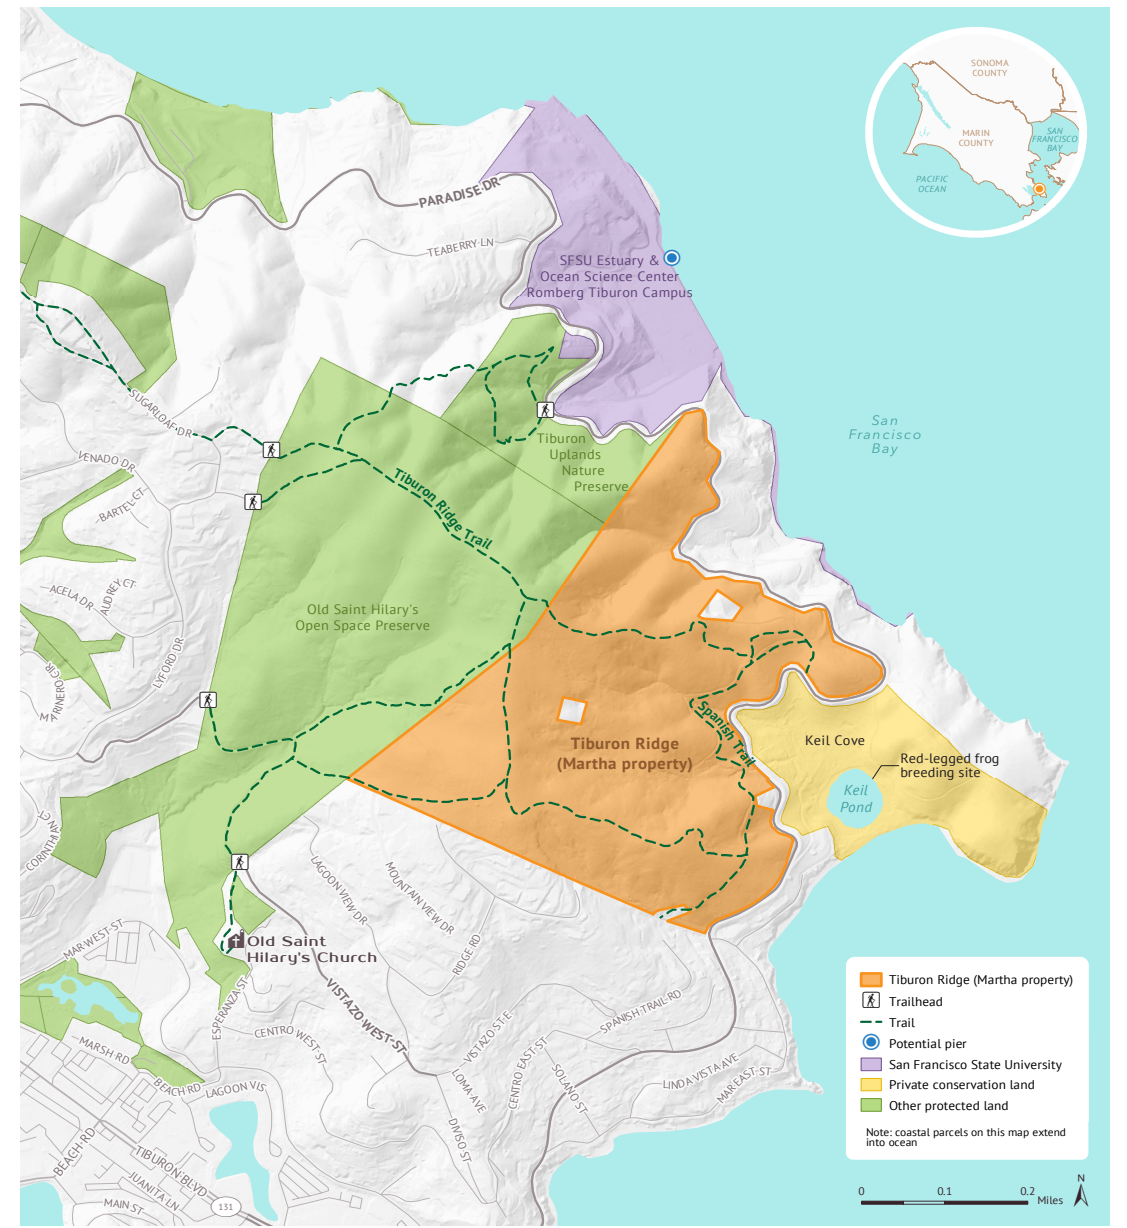 SONOMA
COUNTY
MARIN
COUNTY
SAN
FRANCISCO
BAY
PACIFIC
OCEAN
PARADISE DR
TEABERRY LN
SFSU Estuary &
Ocean Science Center
Romberg Tiburon Campus
SUGARLOAF DR
San
Francisco
Bay
Tiburon
Uplands
Nature
Preserve
VENADO DR
BARTEL CT
Tiburon Ridge Trail
ACELA DR
AUDREY CT
Old Saint Hilary's
Open Space Preserve
LYFORD DR
MARINERO CIR
Spanish Trail
Tiburon Ridge
(Martha property)
Keil Cove
Red-legged frog
breeding site
Keil
Pond
CORINTHIAN CT
LAGOON VIEW DR
MOUNTAIN VIEW DR
RIDGE RD
MAR WEST ST
Old Saint
Hilary's Church
ESPERANZA ST
VISTAZO WEST ST
CENTRO WEST ST
VISTAZO ST E
SPANISH TRAIL RD
MARSH RD
BEACH RD
LAGOON VIS
LOMA AVE
CENTRO EAST ST
SOLANO ST
LINDA VISTA AVE
MAR EAST ST
DIVISO ST
BEACH RD
TIBURON BLVD
JUANITA LN
MAIN ST
131
Tiburon Ridge (Martha property)
Trailhead
Trail
Potential pier
San Francisco State University
Private conservation land
Other protected land
Note: coastal parcels on this map extend
into ocean
0 0.1 0.2 Miles
N